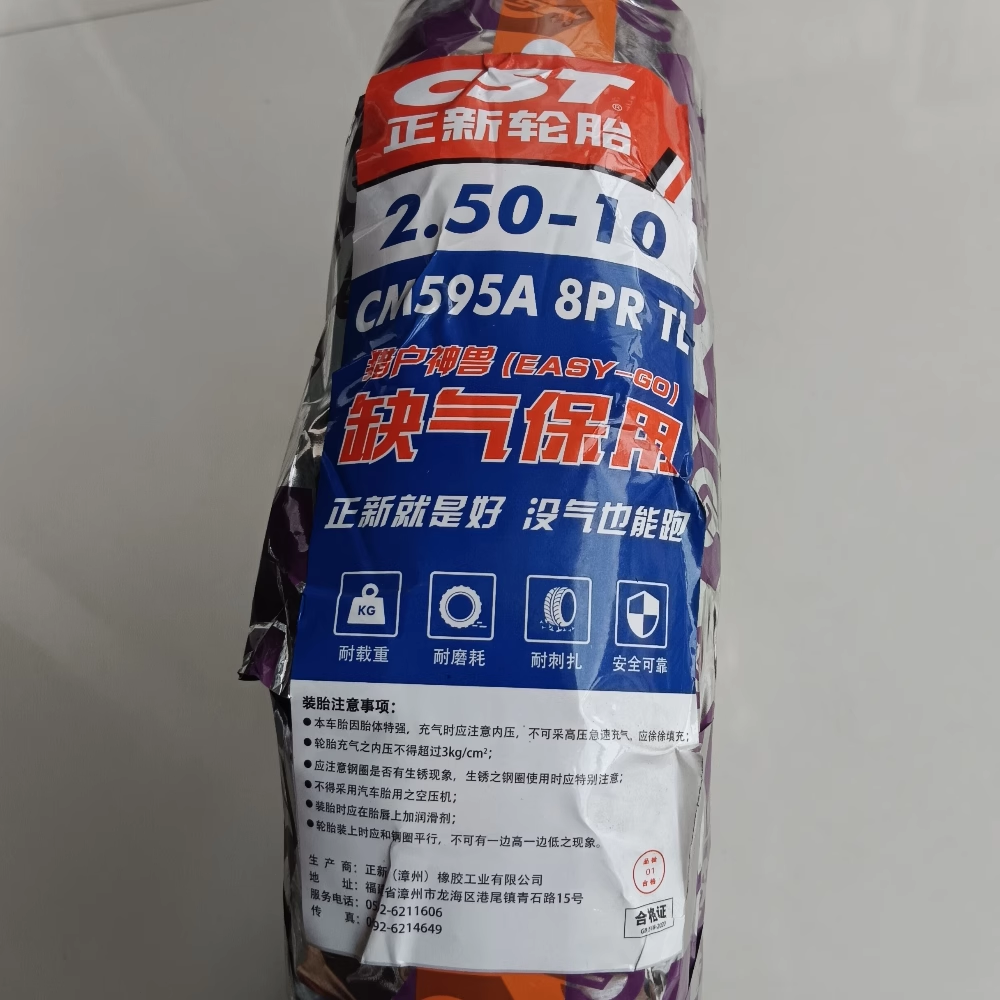 CST®
正新轮胎
2.50-10
CM595A 8PR TL
猎户神兽(EASY-GO)
缺气保用
正新就是好 没气也能跑
KG
耐载重 耐磨耗 耐刺扎 安全可靠
装胎注意事项:
●本车胎因胎体特强,充气时应注意内压,不可采高压急速充气、应徐徐填充;
●轮胎充气之内压不得超过3kg/cm²;
●应注意钢圈是否有生锈现象,生锈之钢圈使用时应特别注意;
●不得采用汽车胎用之空压机;
●装胎时应在胎唇上加润滑剂;
●轮胎装上时应和钢圈平行,不可有一边高一边低之现象。
生产商:正新(漳州)橡胶工业有限公司
地址:福 省漳州市龙海区港尾镇青石路15号
服务电话:0 2-6211606
传真: 92-6214649
01
合格
合格证